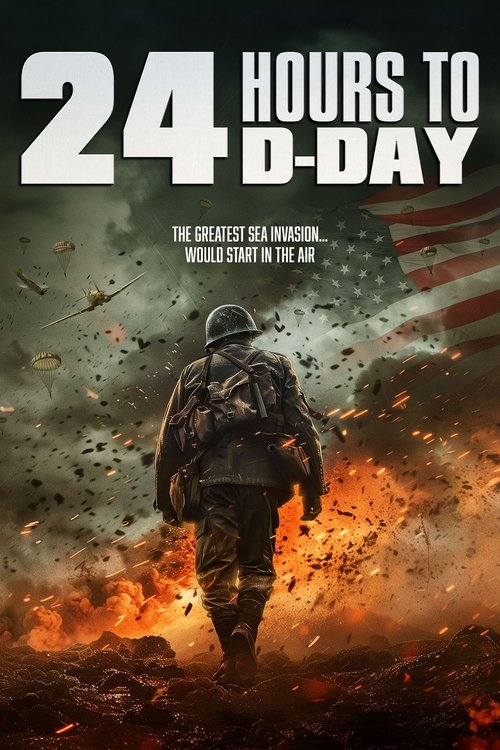 24 HOURS TO
D-DAY
THE GREATEST SEA INVASION...
WOULD START IN THE AIR